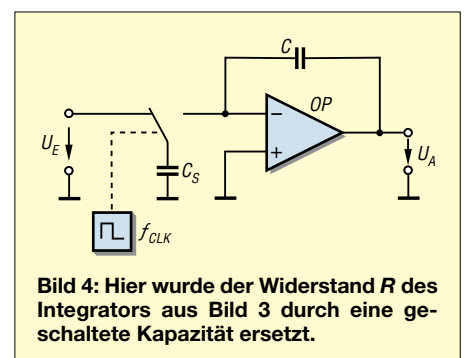 C
OP
−
+
U_E
C_S
U_A
f_CLK
Bild 4: Hier wurde der Widerstand R des
Integrators aus Bild 3 durch eine ge-
schaltete Kapazität ersetzt.